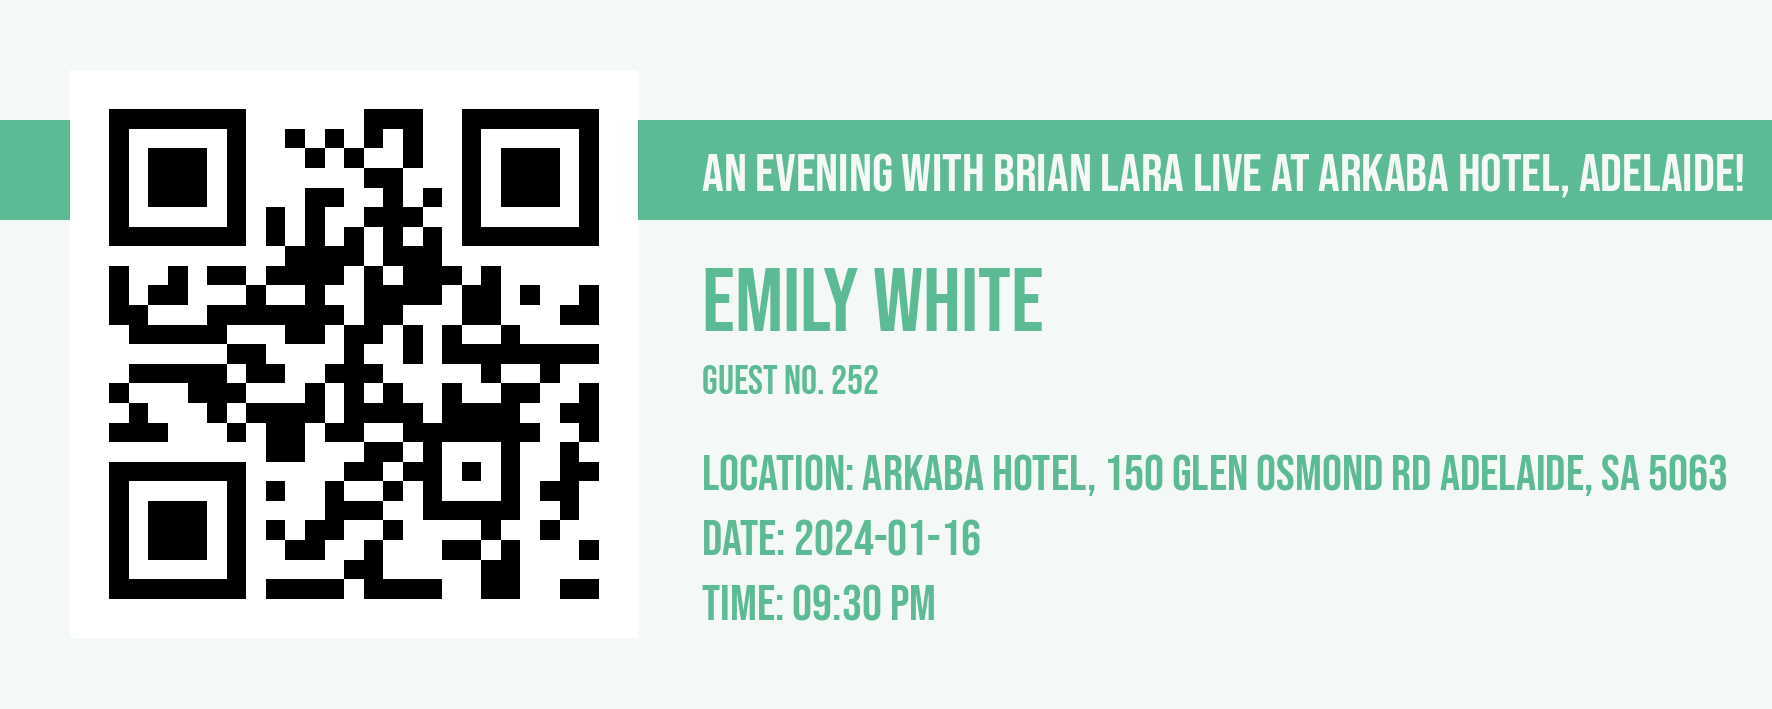 AN EVENING WITH BRIAN LARA LIVE AT ARKABA HOTEL, ADELAIDE!
EMILY WHITE
GUEST NO. 252
LOCATION: ARKABA HOTEL, 150 GLEN OSMOND RD ADELAIDE, SA 5063
DATE: 2024-01-16
TIME: 09:30 PM